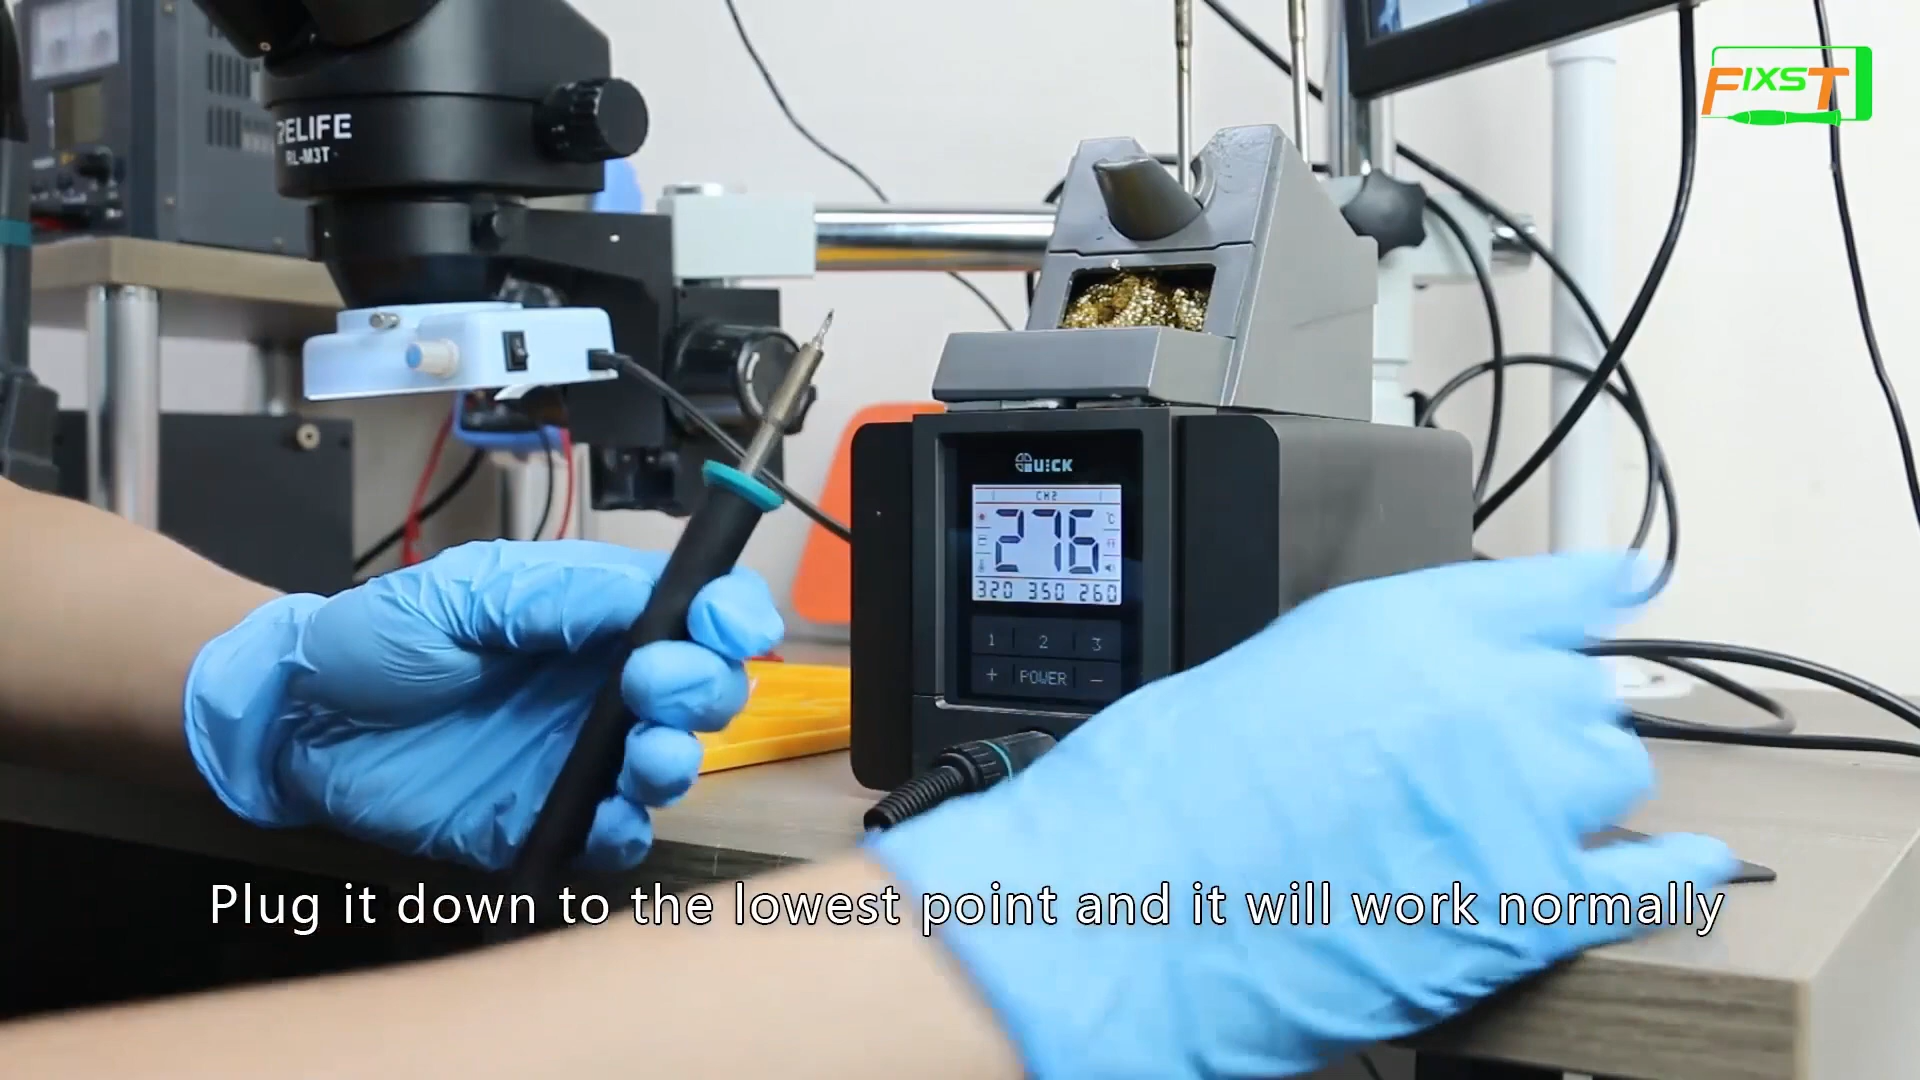 FIXST
RELIFE
RL-M3T
QUICK
CH2
276
°C
320 350 260
1 2 3
+ POWER -
Plug it down to the lowest point and it will work normally